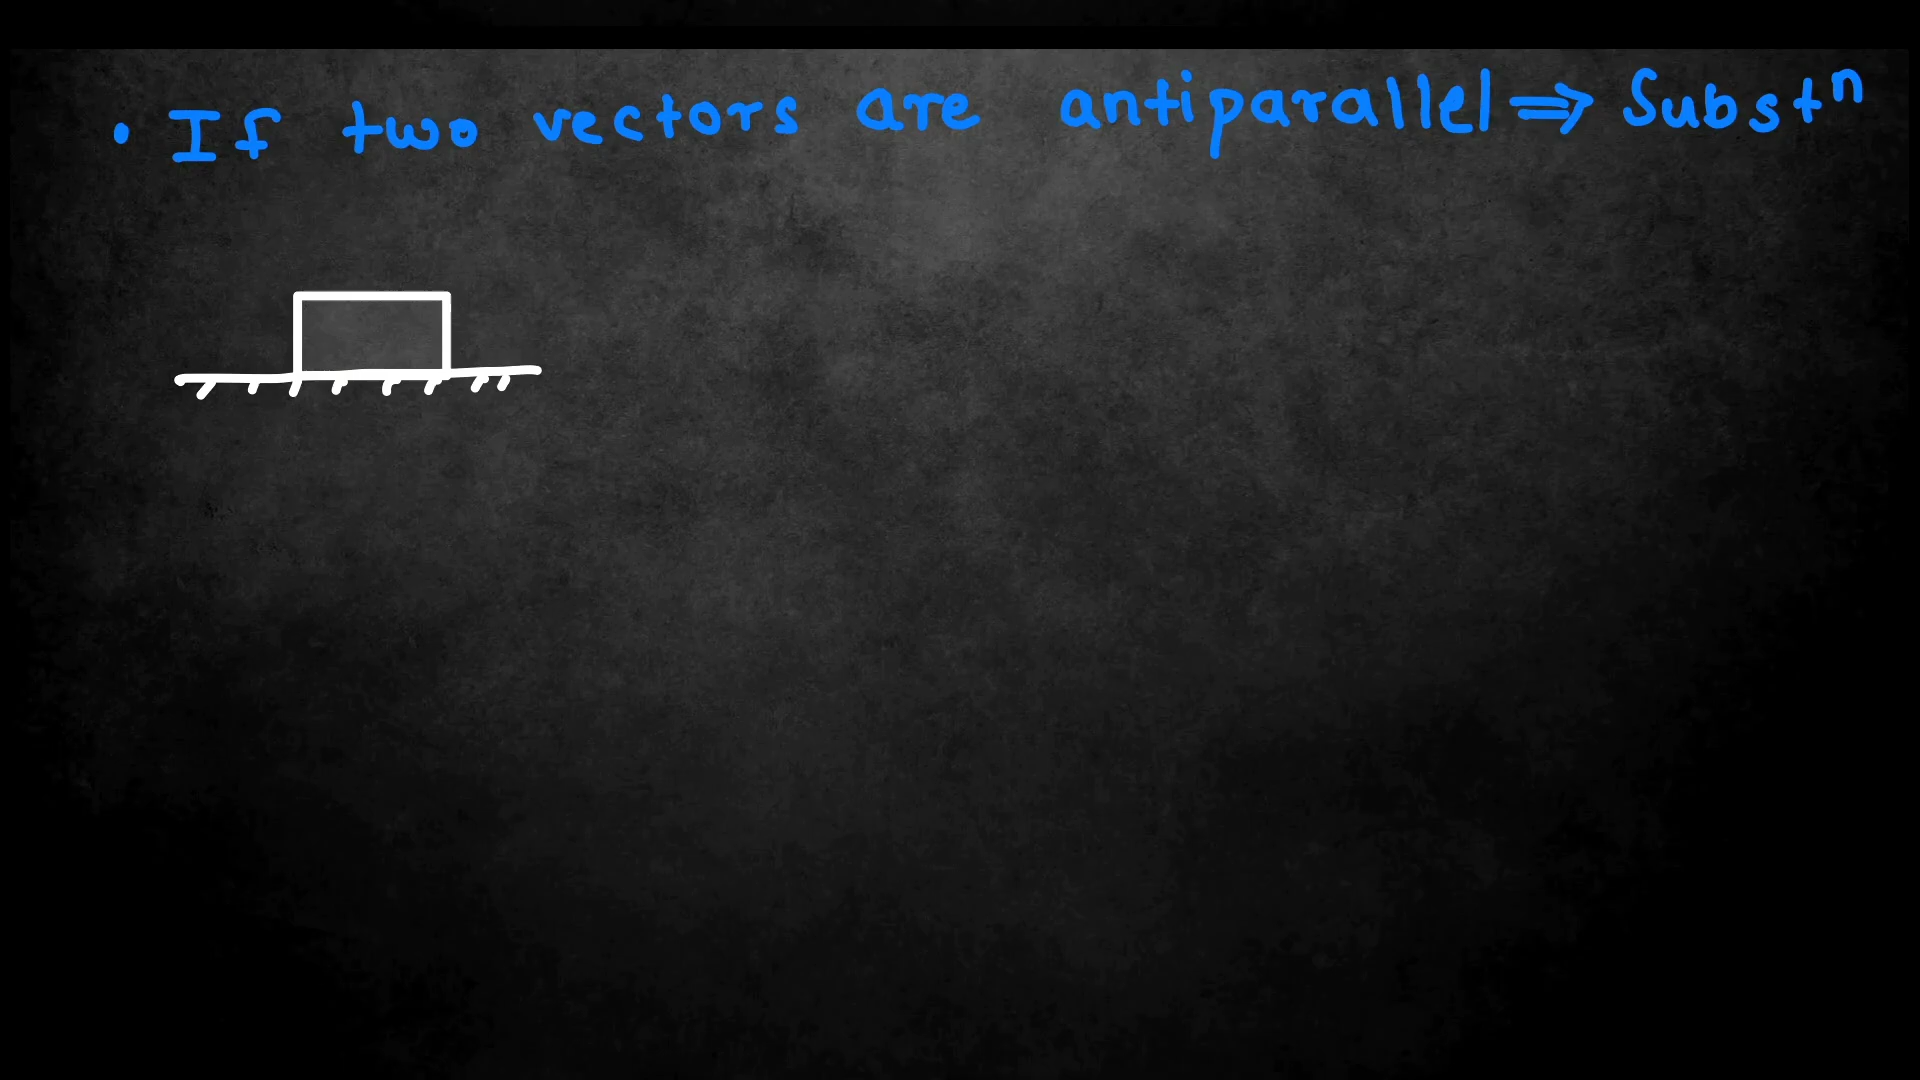 • If two vectors are antiparallel ⇒ Substⁿ